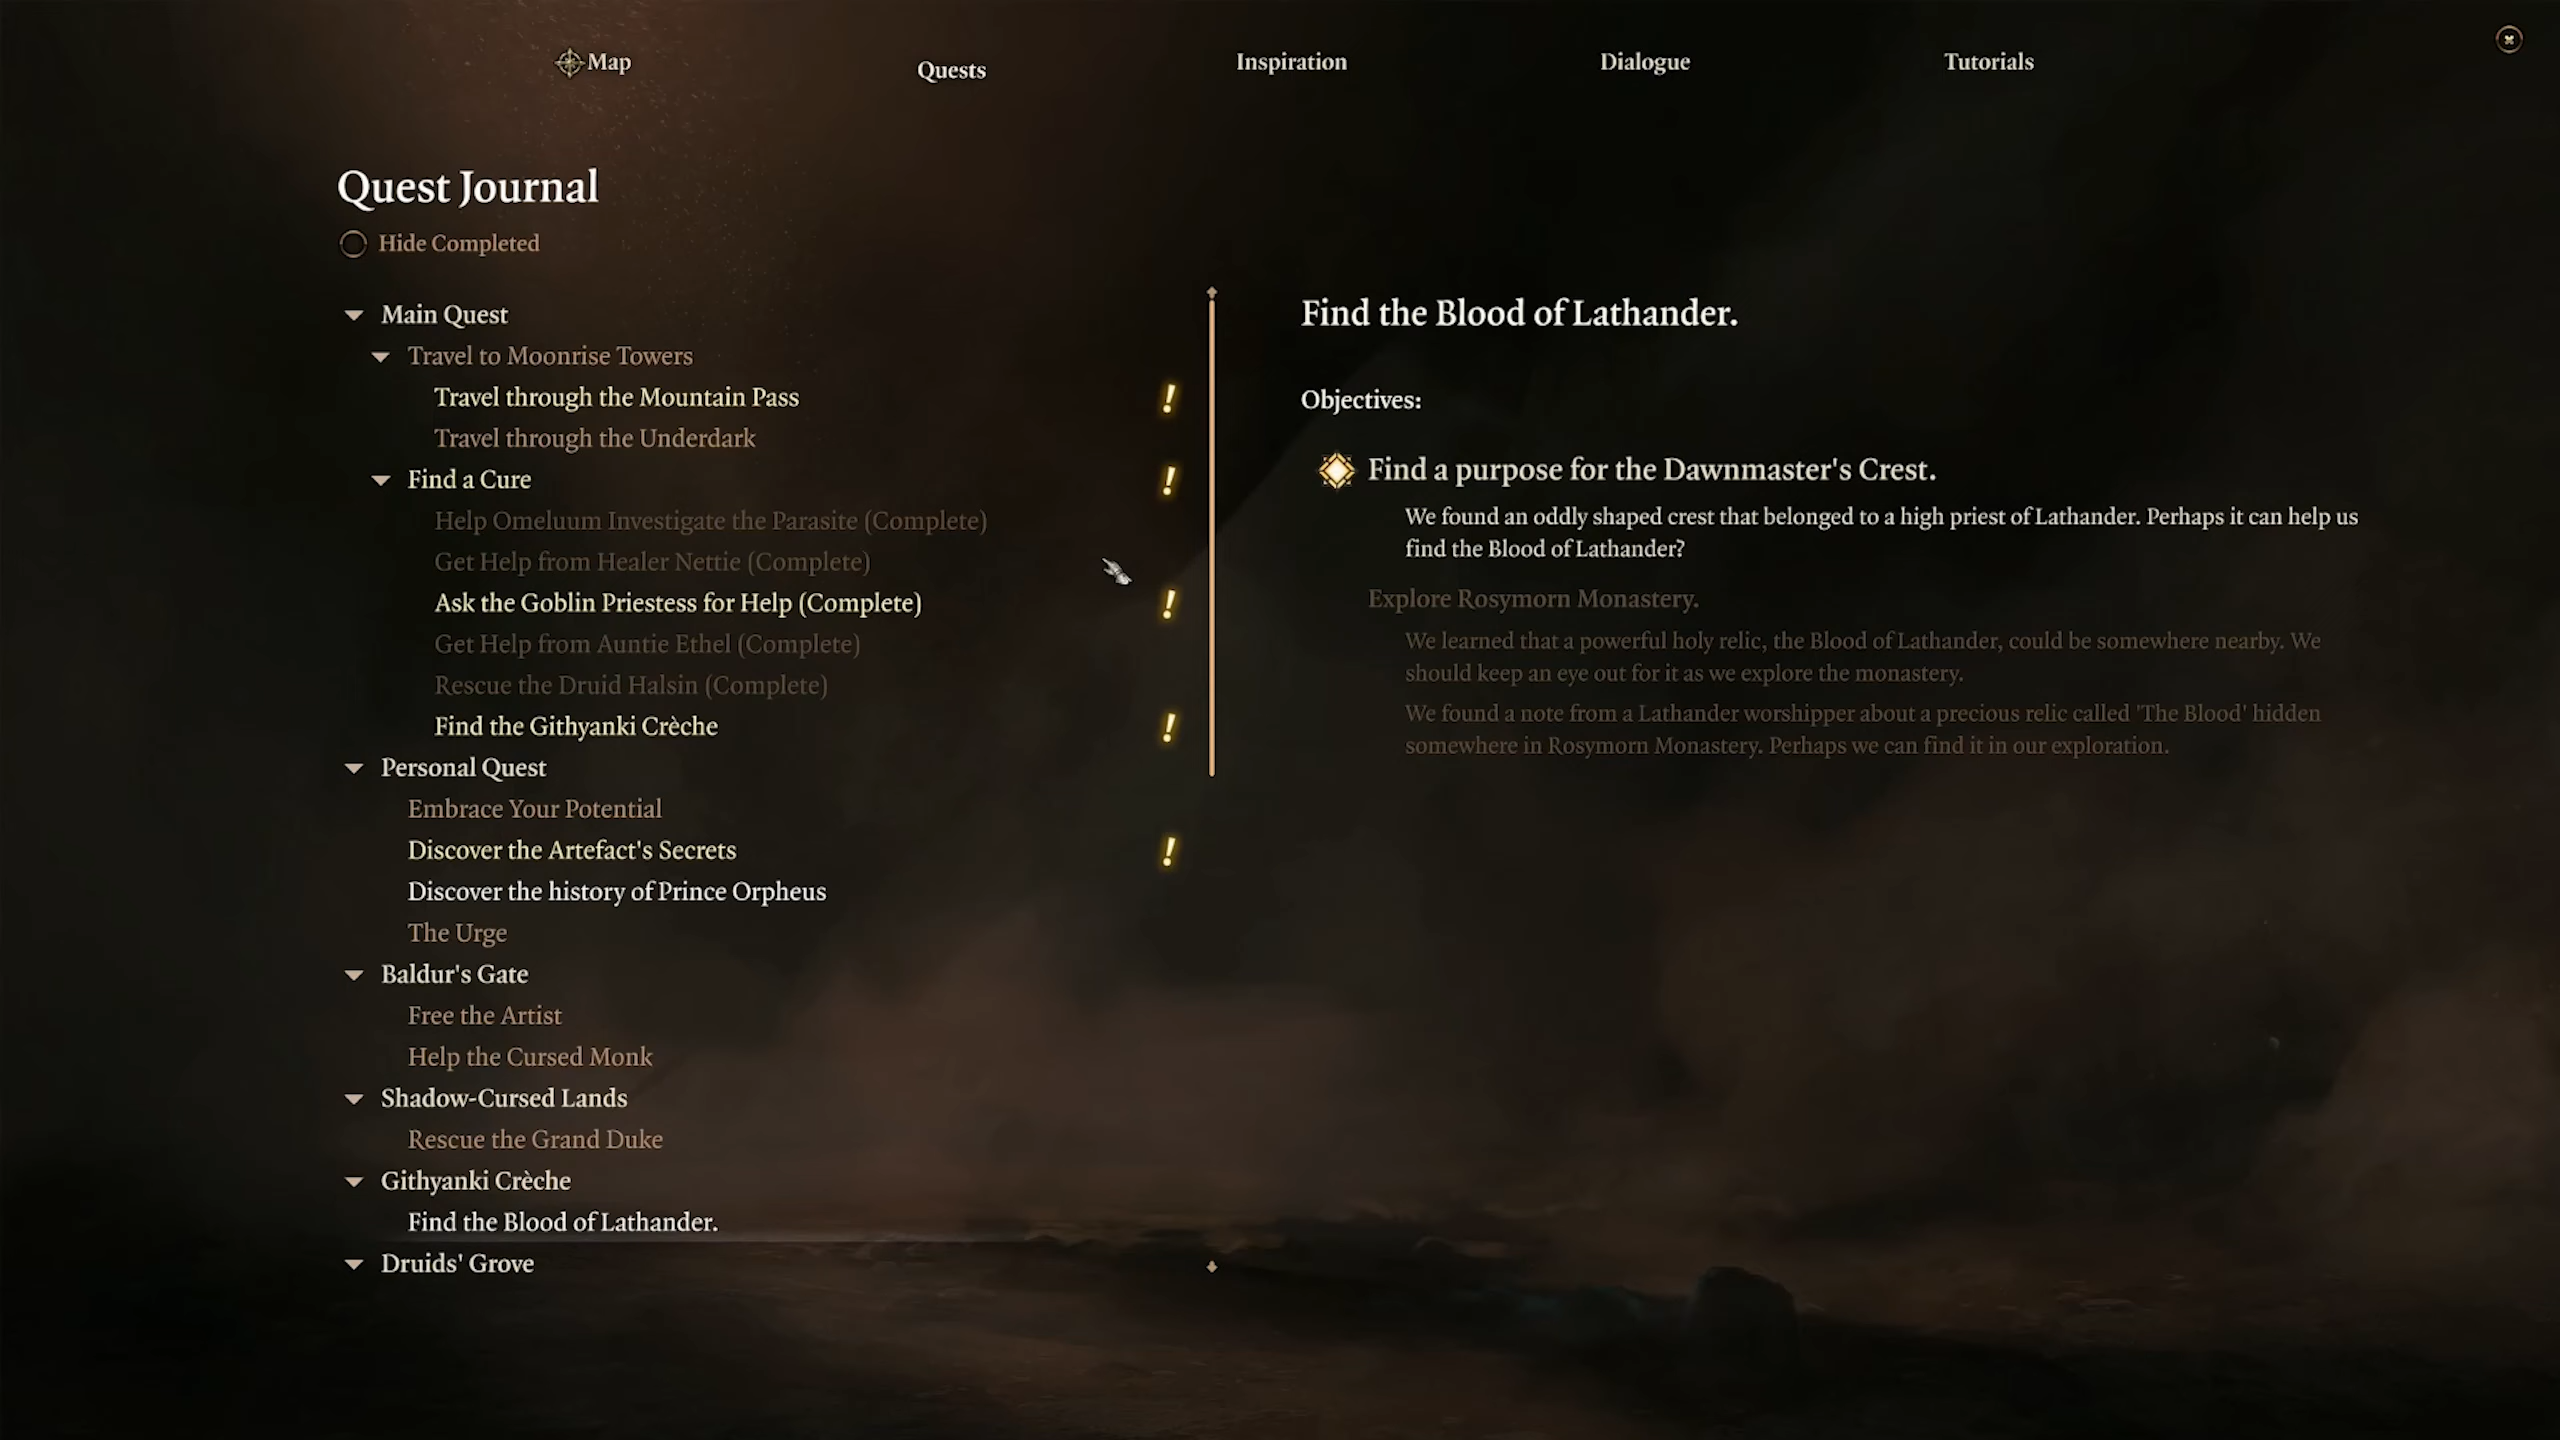 Map
Quests
Inspiration
Dialogue
Tutorials
Quest Journal
Hide Completed
Main Quest
Travel to Moonrise Towers
Travel through the Mountain Pass
!
Travel through the Underdark
Find a Cure
!
Help Omeluum Investigate the Parasite (Complete)
Get Help from Healer Nettie (Complete)
Ask the Goblin Priestess for Help (Complete)
!
Get Help from Auntie Ethel (Complete)
Rescue the Druid Halsin (Complete)
Find the Githyanki Crèche
!
Personal Quest
Embrace Your Potential
Discover the Artefact's Secrets
!
Discover the history of Prince Orpheus
The Urge
Baldur's Gate
Free the Artist
Help the Cursed Monk
Shadow-Cursed Lands
Rescue the Grand Duke
Githyanki Crèche
Find the Blood of Lathander.
Druids' Grove
Find the Blood of Lathander.
Objectives:
Find a purpose for the Dawnmaster's Crest.
We found an oddly shaped crest that belonged to a high priest of Lathander. Perhaps it can help us
find the Blood of Lathander?
Explore Rosymorn Monastery.
We learned that a powerful holy relic, the Blood of Lathander, could be somewhere nearby. We
should keep an eye out for it as we explore the monastery.
We found a note from a Lathander worshipper about a precious relic called 'The Blood' hidden
somewhere in Rosymorn Monastery. Perhaps we can find it in our exploration.